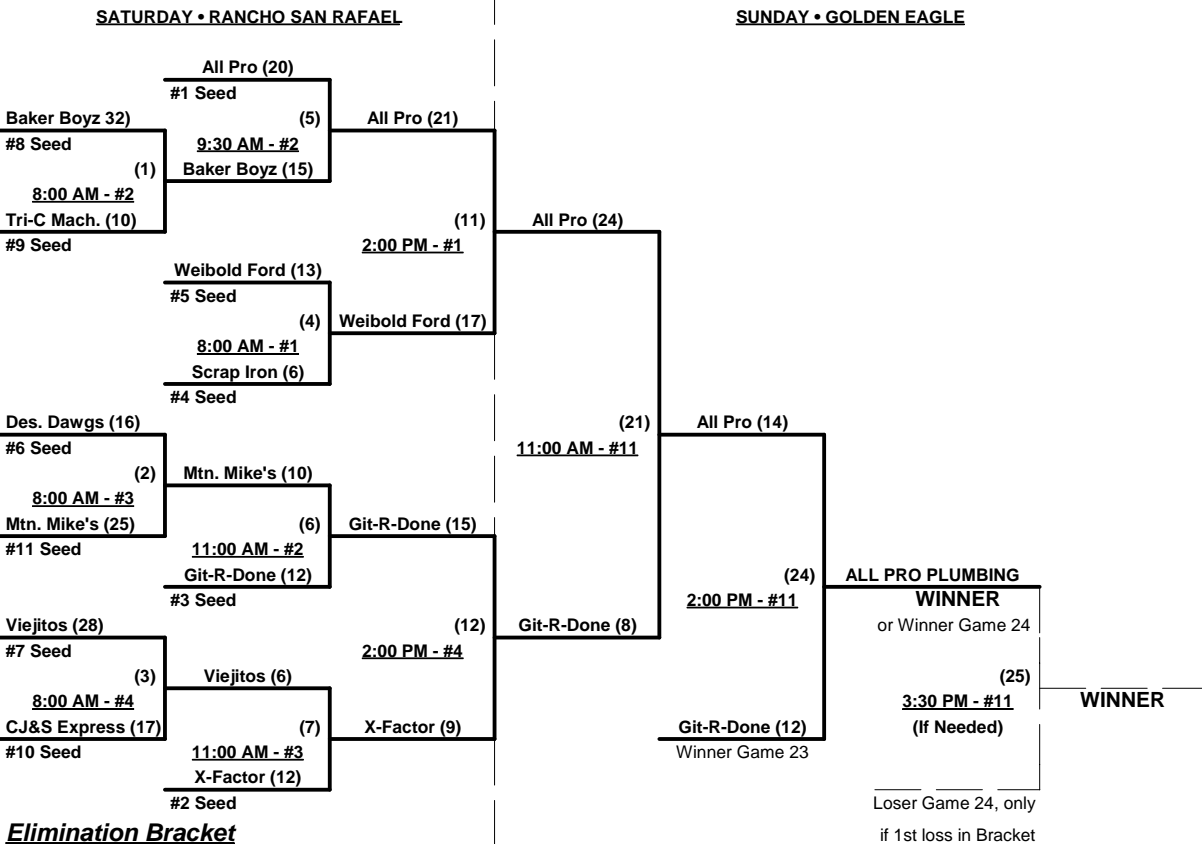 SATURDAY • RANCHO SAN RAFAEL
SUNDAY • GOLDEN EAGLE
All Pro (20)
#1 Seed
Baker Boyz 32)
(5)
All Pro (21)
#8 Seed
9:30 AM - #2
(1)
Baker Boyz (15)
8:00 AM - #2
Tri-C Mach. (10)
(11)
All Pro (24)
#9 Seed
2:00 PM - #1
Weibold Ford (13)
#5 Seed
(4)
Weibold Ford (17)
8:00 AM - #1
Scrap Iron (6)
#4 Seed
Des. Dawgs (16)
(21)
All Pro (14)
#6 Seed
11:00 AM - #11
(2)
Mtn. Mike's (10)
8:00 AM - #3
Mtn. Mike's (25)
(6)
Git-R-Done (15)
#11 Seed
11:00 AM - #2
Git-R-Done (12)
(24)
ALL PRO PLUMBING
#3 Seed
2:00 PM - #11
WINNER
Viejitos (28)
(12)
Git-R-Done (8)
or Winner Game 24
#7 Seed
2:00 PM - #4
(3)
Viejitos (6)
(25)
8:00 AM - #4
3:30 PM - #11
WINNER
CJ&S Express (17)
(7)
X-Factor (9)
Git-R-Done (12)
(If Needed)
#10 Seed
11:00 AM - #3
Winner Game 23
X-Factor (12)
#2 Seed
Loser Game 24, only
Elimination Bracket
if 1st loss in Bracket